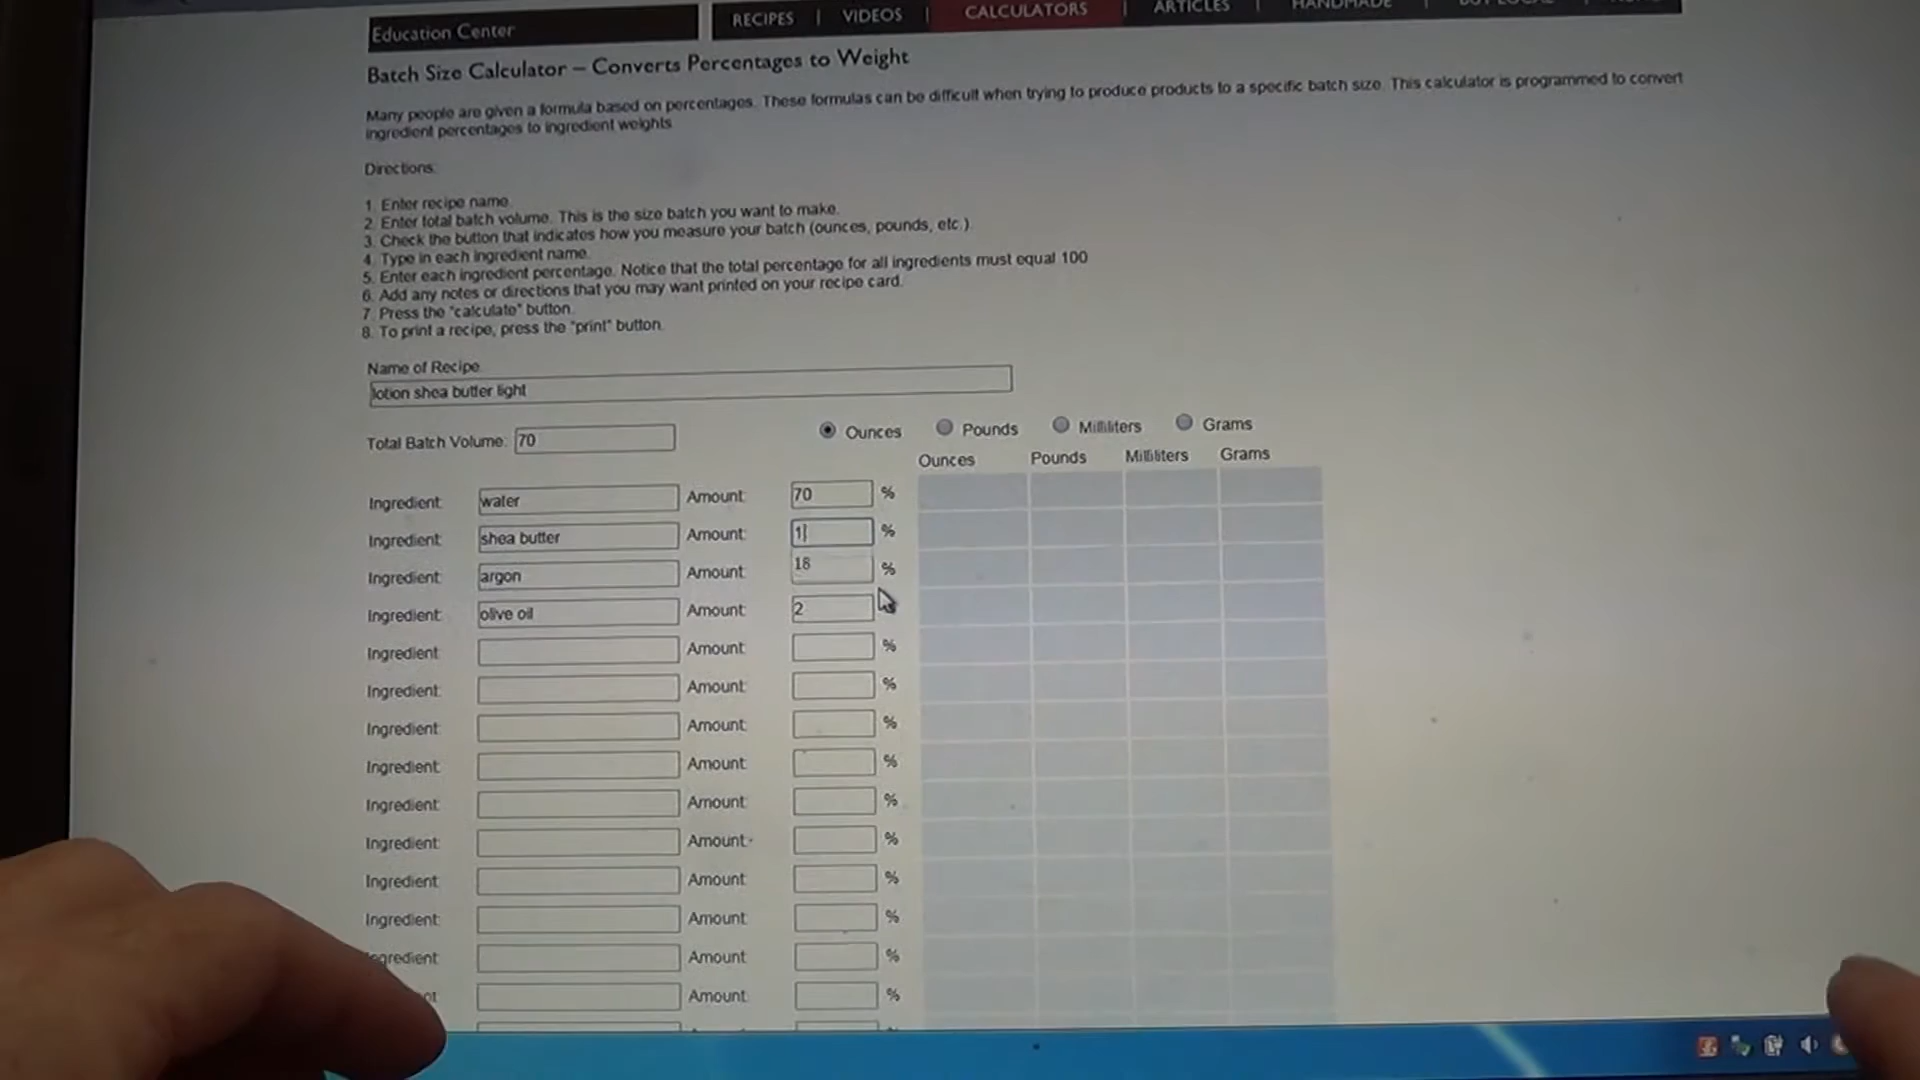 Education Center
RECIPES | VIDEOS | CALCULATORS | ARTICLES | HANDMADE |
Batch Size Calculator – Converts Percentages to Weight
Many people are given a formula based on percentages. These formulas can be difficult when trying to produce products to a specific batch size. This calculator is programmed to convert
ingredient percentages to ingredient weights
Directions:
1. Enter recipe name.
2. Enter total batch volume. This is the size batch you want to make.
3. Check the button that indicates how you measure your batch (ounces, pounds, etc.).
4. Type in each ingredient name.
5. Enter each ingredient percentage. Notice that the total percentage for all ingredients must equal 100
6. Add any notes or directions that you may want printed on your recipe card.
7. Press the "calculate" button.
8. To print a recipe, press the "print" button.
Name of Recipe
lotion shea butter light
Total Batch Volume: 70 Ounces Pounds Milliliters Grams
Ounces Pounds Milliliters Grams
Ingredient: water Amount: 70 %
Ingredient: shea butter Amount: 1 %
Ingredient: argon Amount: 18 %
Ingredient: olive oil Amount: 2 %
Ingredient: Amount: %
Ingredient: Amount: %
Ingredient: Amount: %
Ingredient: Amount: %
Ingredient: Amount: %
Ingredient: Amount: %
Ingredient: Amount: %
Ingredient: Amount: %
gredient Amount: %
Amount: %